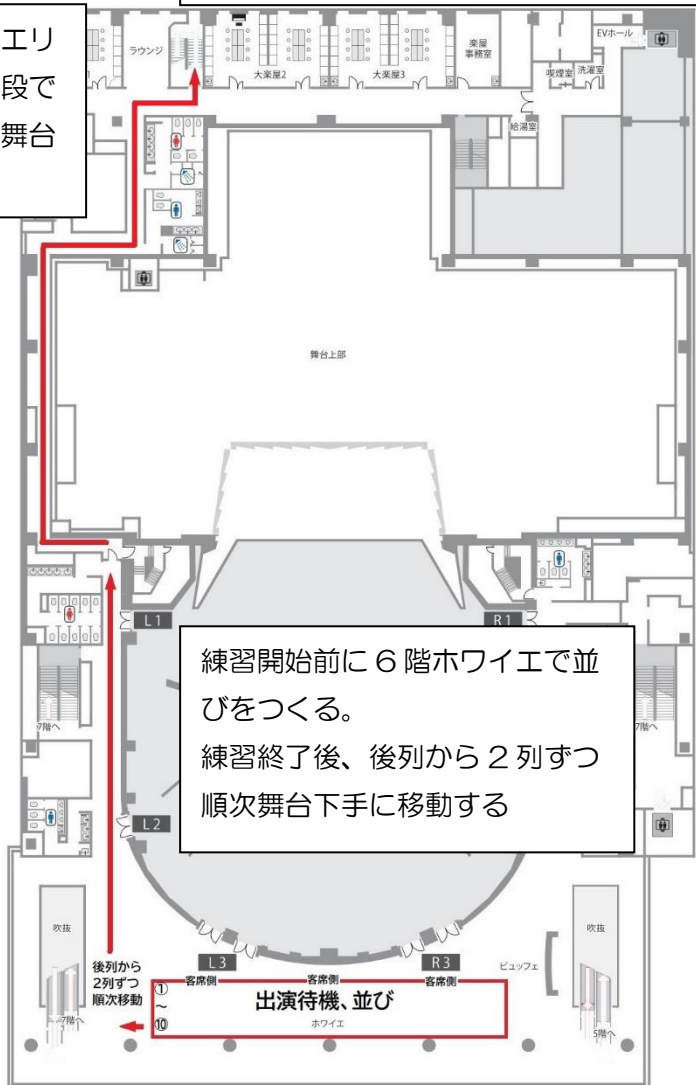 エリ
段で
舞台
ラウンジ
1
大楽屋2
大楽屋3
楽屋
事務室
EVホール
喫煙室
洗濯室
給湯室
舞台上部
L1
R1
練習開始前に6階ホワイエで並
びをつくる。
練習終了後、後列から2列ずつ
順次舞台下手に移動する
7階へ
7階へ
L2
吹抜
吹抜
後列から
2列ずつ
順次移動
L3
R3
ビュッフェ
客席側
客席側
客席側
①
~
⑩
出演待機、並び
ホワイエ
7階へ
5階へ